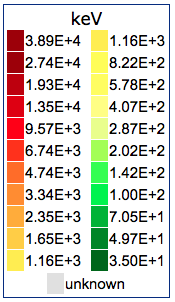 keV
3.89E+4 1.16E+3
2.74E+4 8.22E+2
1.93E+4 5.78E+2
1.35E+4 4.07E+2
9.57E+3 2.87E+2
6.74E+3 2.02E+2
4.74E+3 1.42E+2
3.34E+3 1.00E+2
2.35E+3 7.05E+1
1.65E+3 4.97E+1
1.16E+3 3.50E+1
unknown